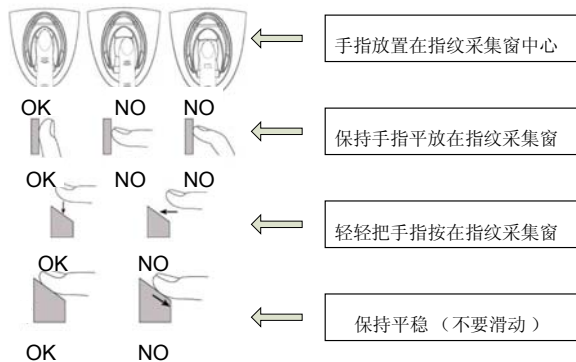 手指放置在指纹采集窗中心
OK NO NO
保持手指平放在指纹采集窗
OK NO NO
轻轻把手指按在指纹采集窗
OK NO
保持平稳（不要滑动）
OK NO